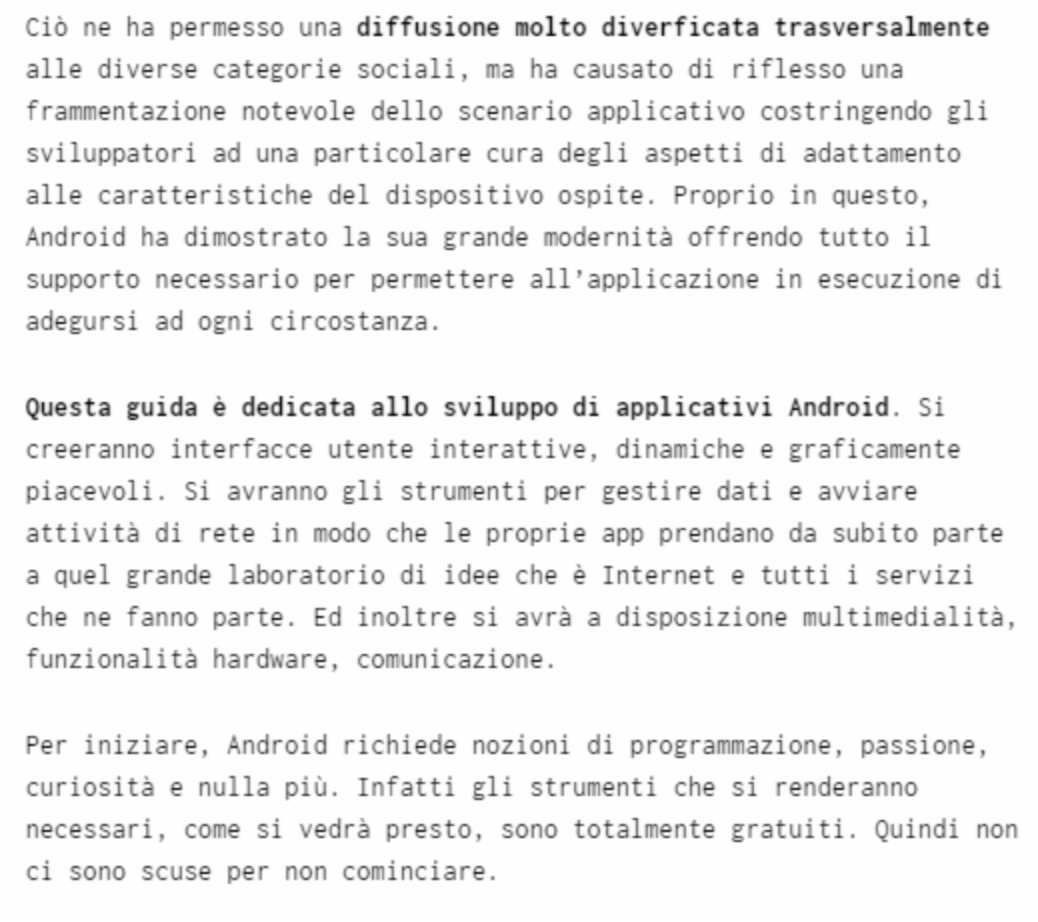 Ciò ne ha permesso una diffusione molto diverficata trasversalmente
alle diverse categorie sociali, ma ha causato di riflesso una
frammentazione notevole dello scenario applicativo costringendo gli
sviluppatori ad una particolare cura degli aspetti di adattamento
alle caratteristiche del dispositivo ospite. Proprio in questo,
Android ha dimostrato la sua grande modernità offrendo tutto il
supporto necessario per permettere all’applicazione in esecuzione di
adegursi ad ogni circostanza.
Questa guida è dedicata allo sviluppo di applicativi Android. Si
creeranno interfacce utente interattive, dinamiche e graficamente
piacevoli. Si avranno gli strumenti per gestire dati e avviare
attività di rete in modo che le proprie app prendano da subito parte
a quel grande laboratorio di idee che è Internet e tutti i servizi
che ne fanno parte. Ed inoltre si avrà a disposizione multimedialità,
funzionalità hardware, comunicazione.
Per iniziare, Android richiede nozioni di programmazione, passione,
curiosità e nulla più. Infatti gli strumenti che si renderanno
necessari, come si vedrà presto, sono totalmente gratuiti. Quindi non
ci sono scuse per non cominciare.